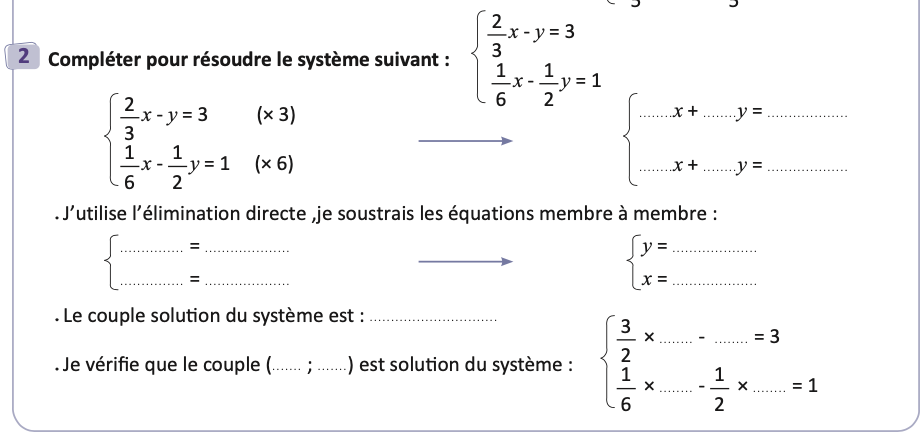 2 Compléter pour résoudre le système suivant : { 2/3 x - y = 3
1/6 x - 1/2 y = 1
{ 2/3 x - y = 3 (× 3) → { ........x + ........y = ..................
1/6 x - 1/2 y = 1 (× 6) ........x + ........y = ..................
. J'utilise l'élimination directe ,je soustrais les équations membre à membre :
{ .............. = ................... → { y = ...................
.............. = ................... x = ...................
. Le couple solution du système est : .............................
. Je vérifie que le couple (....... ; .......) est solution du système : { 3/2 × ........ - ........ = 3
1/6 × ........ - 1/2 × ........ = 1